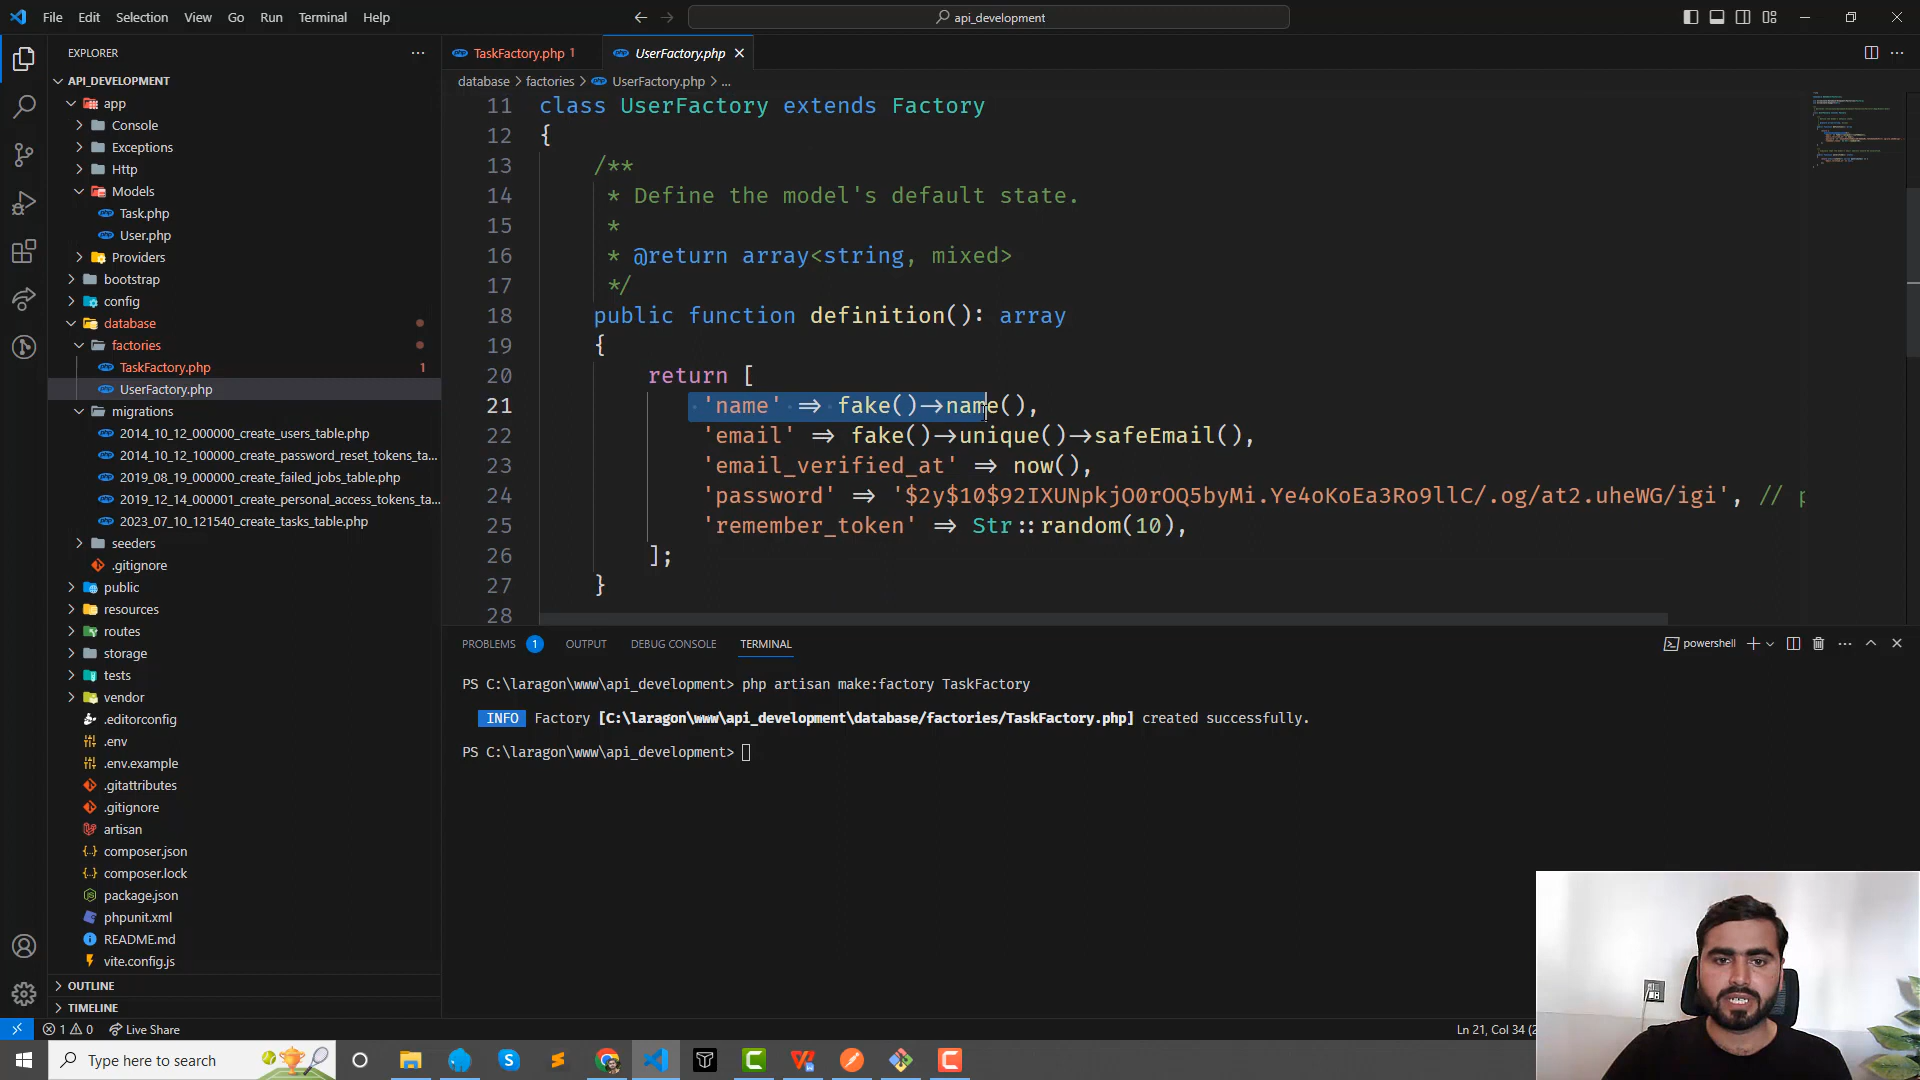 File Edit Selection View Go Run Terminal Help
api_development
EXPLORER
API_DEVELOPMENT
app
Console
Exceptions
Http
Models
Task.php
User.php
Providers
bootstrap
config
database
factories
TaskFactory.php 1
UserFactory.php
migrations
2014_10_12_000000_create_users_table.php
2014_10_12_100000_create_password_reset_tokens_ta...
2019_08_19_000000_create_failed_jobs_table.php
2019_12_14_000001_create_personal_access_tokens_ta...
2023_07_10_121540_create_tasks_table.php
seeders
.gitignore
public
resources
routes
storage
tests
vendor
.editorconfig
.env
.env.example
.gitattributes
.gitignore
artisan
composer.json
composer.lock
package.json
phpunit.xml
README.md
vite.config.js
OUTLINE
TIMELINE
TaskFactory.php 1 UserFactory.php
database > factories > UserFactory.php > ...
11 class UserFactory extends Factory
12 {
13 /**
14 * Define the model's default state.
15 *
16 * @return array<string, mixed>
17 */
18 public function definition(): array
19 {
20 return [
21 'name' => fake()->name(),
22 'email' => fake()->unique()->safeEmail(),
23 'email_verified_at' => now(),
24 'password' => '$2y$10$92IXUNpkjO0rOQ5byMi.Ye4oKoEa3Ro9llC/.og/at2.uheWG/igi', // p
25 'remember_token' => Str::random(10),
26 ];
27 }
28
PROBLEMS 1 OUTPUT DEBUG CONSOLE TERMINAL
powershell
PS C:\laragon\www\api_development> php artisan make:factory TaskFactory
INFO Factory [C:\laragon\www\api_development\database/factories/TaskFactory.php] created successfully.
PS C:\laragon\www\api_development>
1 0 Live Share
Ln 21, Col 34 (2
Type here to search